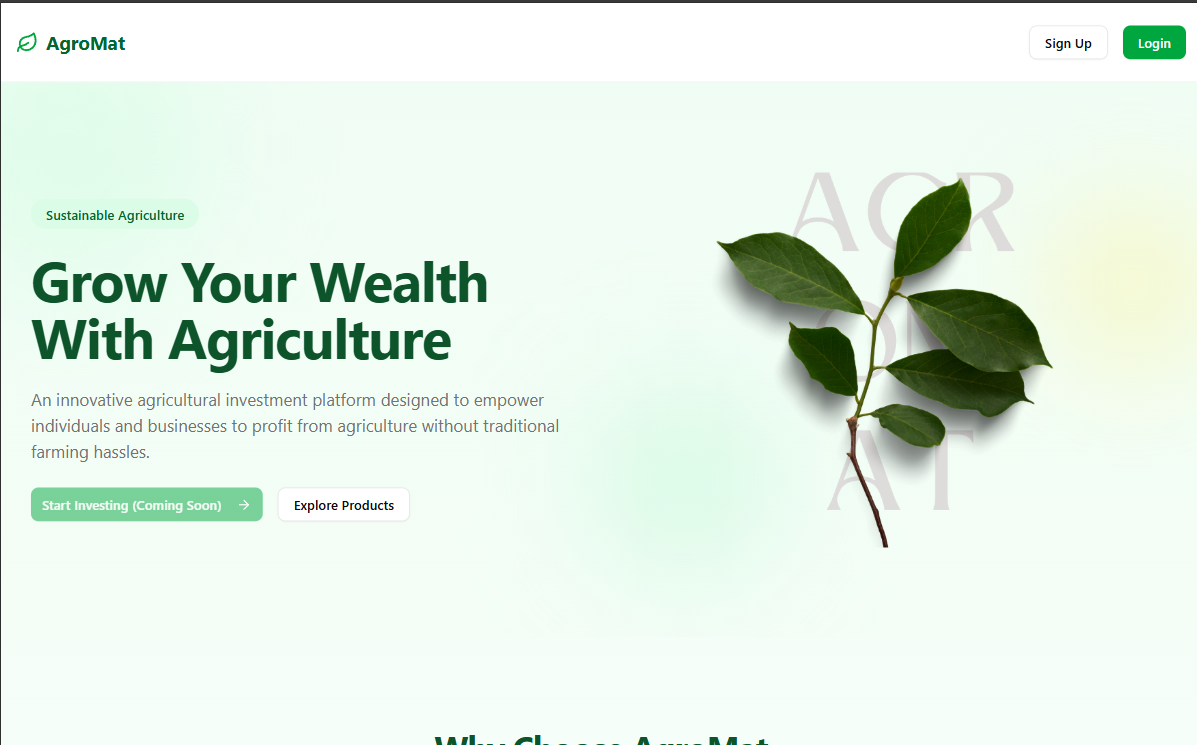 AgroMat
Sign Up
Login
Sustainable Agriculture
Grow Your Wealth
With Agriculture
An innovative agricultural investment platform designed to empower
individuals and businesses to profit from agriculture without traditional
farming hassles.
Start Investing (Coming Soon)
Explore Products
AGR
AT
Why Choose AgroMat